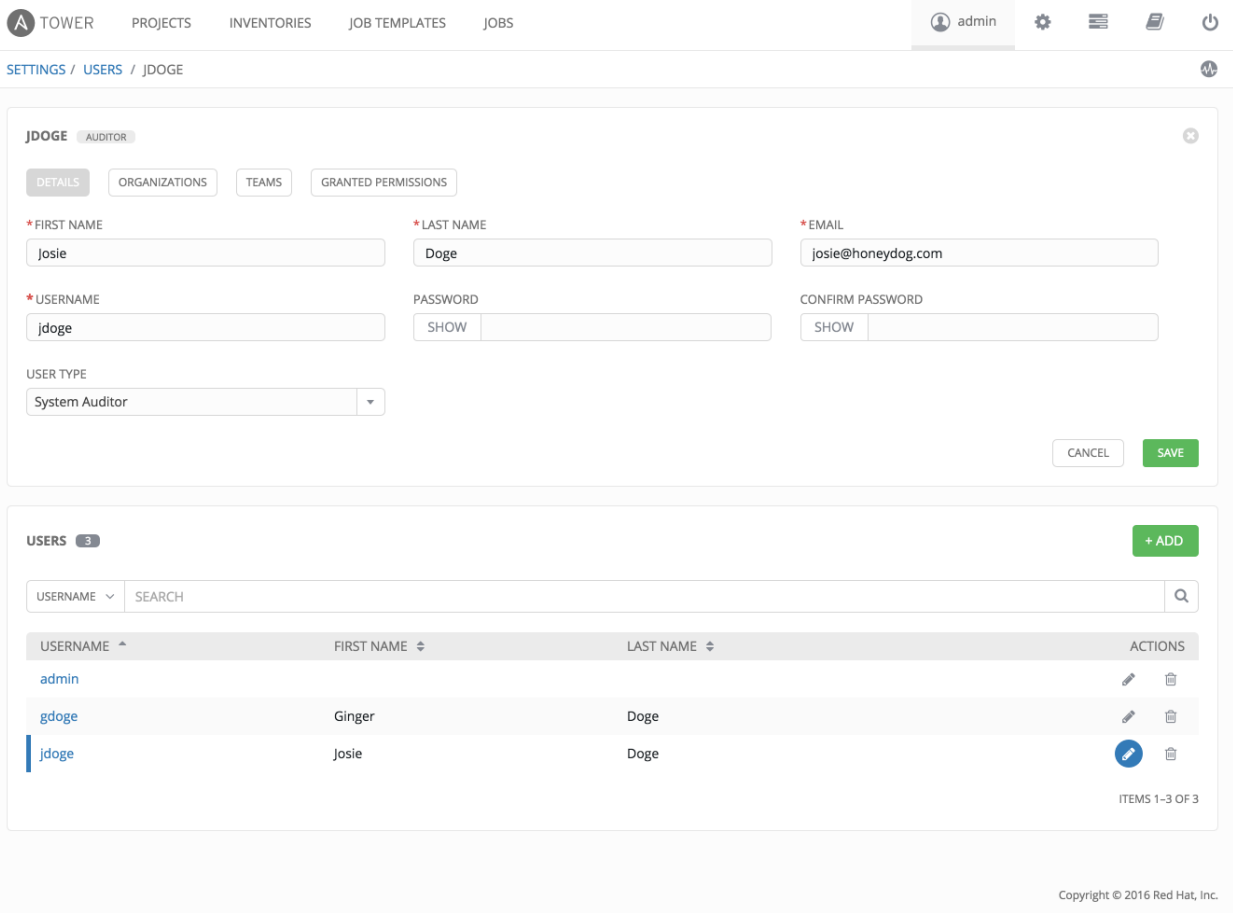 A TOWER PROJECTS INVENTORIES JOB TEMPLATES JOBS admin
SETTINGS / USERS / JDOGE
JDOGE AUDITOR
DETAILS ORGANIZATIONS TEAMS GRANTED PERMISSIONS
*FIRST NAME *LAST NAME *EMAIL
Josie Doge josie@honeydog.com
*USERNAME PASSWORD CONFIRM PASSWORD
jdoge SHOW SHOW
USER TYPE
System Auditor
CANCEL SAVE
USERS 3 + ADD
USERNAME SEARCH
USERNAME FIRST NAME LAST NAME ACTIONS
admin
gdoge Ginger Doge
jdoge Josie Doge
ITEMS 1–3 OF 3
Copyright © 2016 Red Hat, Inc.